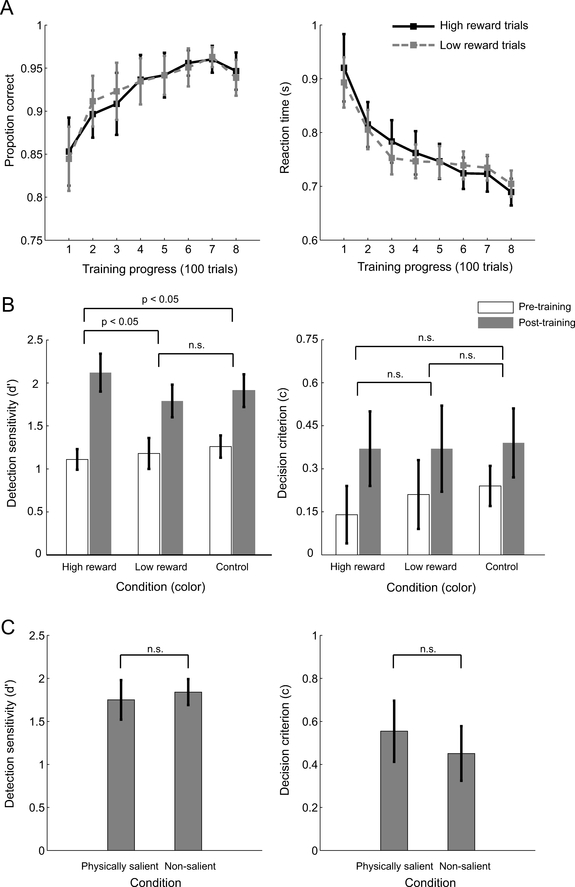 A
Propotion correct
1
0.95
0.9
0.85
0.8
0.75
1 2 3 4 5 6 7 8
Training progress (100 trials)
Reaction time (s)
1
0.9
0.8
0.7
0.6
1 2 3 4 5 6 7 8
Training progress (100 trials)
High reward trials
Low reward trials
B
Detection sensitivity (d')
2.5
2
1.5
1
0.5
0
p < 0.05
p < 0.05
n.s.
High reward Low reward Control
Condition (color)
Decision criterion (c)
0.75
0.6
0.45
0.3
0.15
0
Pre-training
Post-training
n.s.
n.s.
n.s.
High reward Low reward Control
Condition (color)
C
Detection sensitivity (d')
2.5
2
1.5
1
0.5
0
n.s.
Physically salient Non-salient
Condition
Decision criterion (c)
1
0.8
0.6
0.4
0.2
0
n.s.
Physically salient Non-salient
Condition